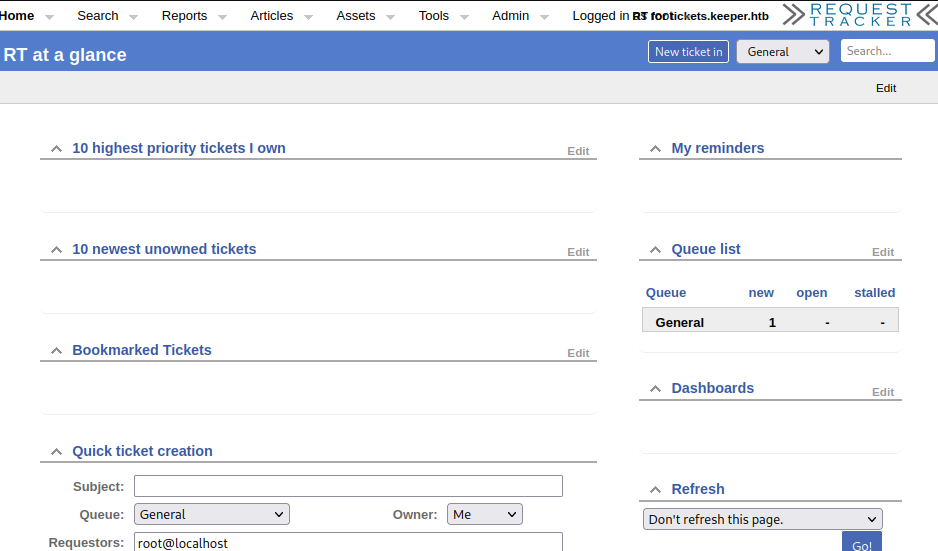 Home Search Reports Articles Assets Tools Admin Logged in as root RT for tickets.keeper.htb REQUEST TRACKER
RT at a glance New ticket in General Search...
Edit
10 highest priority tickets I own Edit
My reminders
10 newest unowned tickets Edit
Queue list Edit
Queue new open stalled
General 1 - -
Bookmarked Tickets Edit
Dashboards Edit
Quick ticket creation
Subject:
Queue: General Owner: Me
Requestors: root@localhost
Refresh
Don't refresh this page.
Go!